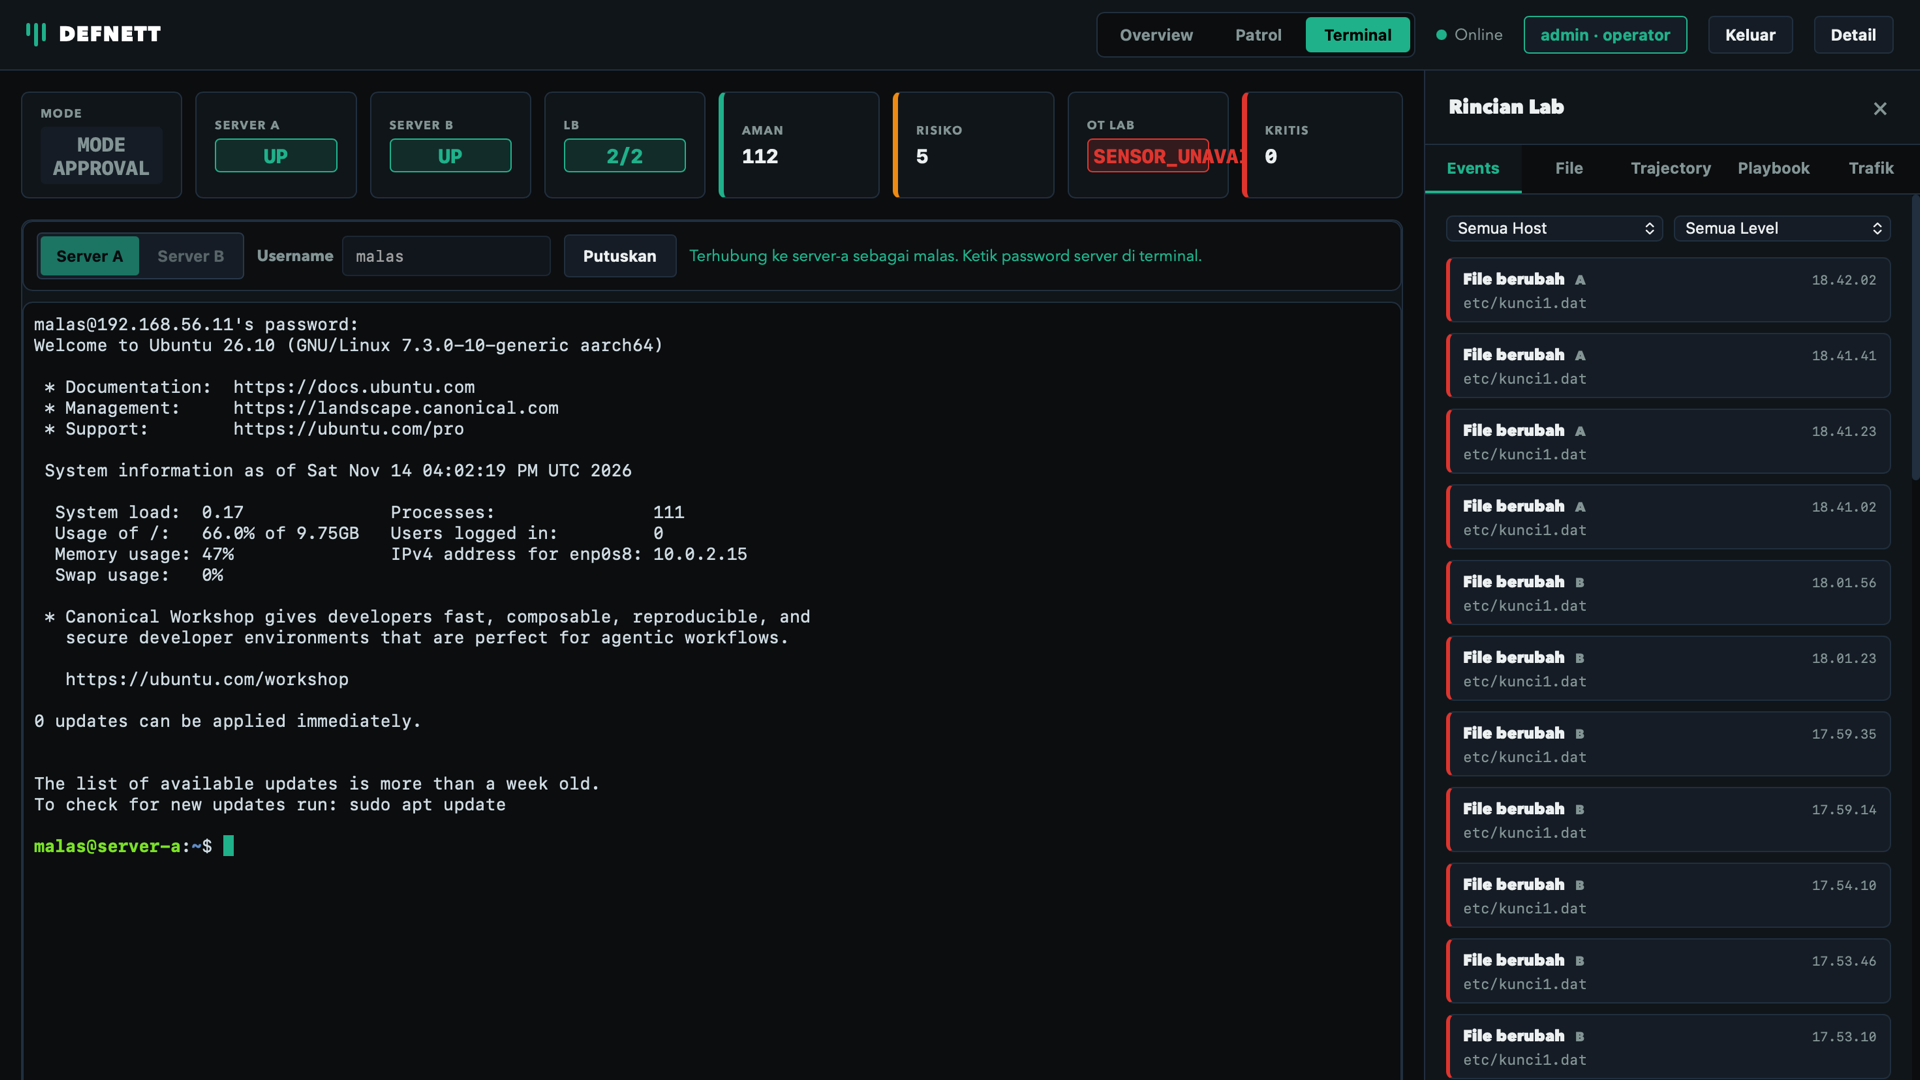 DEFNETT
Overview
Patrol
Terminal
Online
admin · operator
Keluar
Detail
MODE
MODE
APPROVAL
SERVER A
UP
SERVER B
UP
LB
2/2
AMAN
112
RISIKO
5
OT LAB
SENSOR_UNAVAI
KRITIS
0
Server A
Server B
Username
malas
Putuskan
Terhubung ke server-a sebagai malas. Ketik password server di terminal.
malas@192.168.56.11's password:
Welcome to Ubuntu 26.10 (GNU/Linux 7.3.0-10-generic aarch64)
* Documentation:  https://docs.ubuntu.com
* Management:     https://landscape.canonical.com
* Support:        https://ubuntu.com/pro
System information as of Sat Nov 14 04:02:19 PM UTC 2026
System load:  0.17              Processes:               111
Usage of /:   66.0% of 9.75GB   Users logged in:         0
Memory usage: 47%               IPv4 address for enp0s8: 10.0.2.15
Swap usage:   0%
* Canonical Workshop gives developers fast, composable, reproducible, and
secure developer environments that are perfect for agentic workflows.
https://ubuntu.com/workshop
0 updates can be applied immediately.
The list of available updates is more than a week old.
To check for new updates run: sudo apt update
malas@server-a:~$
Rincian Lab
×
Events
File
Trajectory
Playbook
Trafik
Semua Host
Semua Level
File berubah A 18.42.02
etc/kunci1.dat
File berubah A 18.41.41
etc/kunci1.dat
File berubah A 18.41.23
etc/kunci1.dat
File berubah A 18.41.02
etc/kunci1.dat
File berubah B 18.01.56
etc/kunci1.dat
File berubah B 18.01.23
etc/kunci1.dat
File berubah B 17.59.35
etc/kunci1.dat
File berubah B 17.59.14
etc/kunci1.dat
File berubah B 17.54.10
etc/kunci1.dat
File berubah B 17.53.46
etc/kunci1.dat
File berubah B 17.53.10
etc/kunci1.dat